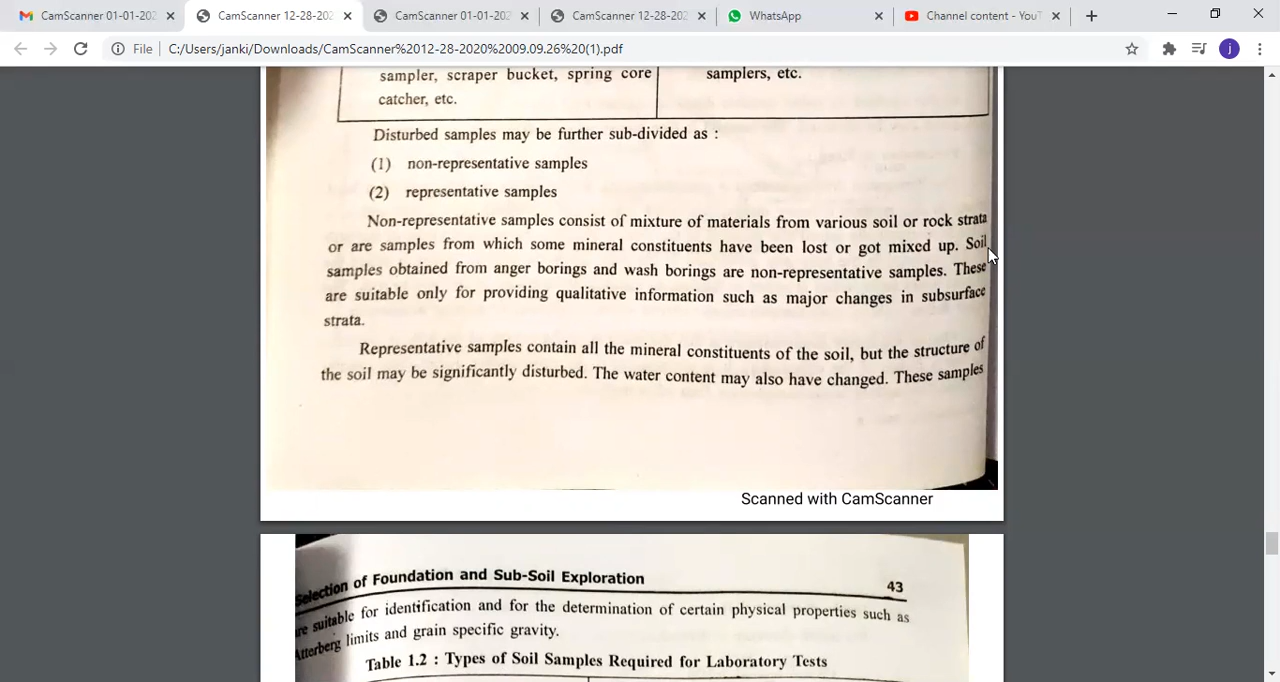 CamScanner 01-01-202
CamScanner 12-28-202
CamScanner 01-01-202
CamScanner 12-28-202
WhatsApp
Channel content - YouT
File
C:/Users/janki/Downloads/CamScanner%2012-28-2020%2009.09.26%20(1).pdf
j
sampler, scraper bucket, spring core
catcher, etc.
samplers, etc.
Disturbed samples may be further sub-divided as :
(1) non-representative samples
(2) representative samples
Non-representative samples consist of mixture of materials from various soil or rock strata
or are samples from which some mineral constituents have been lost or got mixed up. Soil
samples obtained from anger borings and wash borings are non-representative samples. These
are suitable only for providing qualitative information such as major changes in subsurface
strata.
Representative samples contain all the mineral constituents of the soil, but the structure of
the soil may be significantly disturbed. The water content may also have changed. These samples
Scanned with CamScanner
Selection of Foundation and Sub-Soil Exploration 43
are suitable for identification and for the determination of certain physical properties such as
Atterberg limits and grain specific gravity.
Table 1.2 : Types of Soil Samples Required for Laboratory Tests